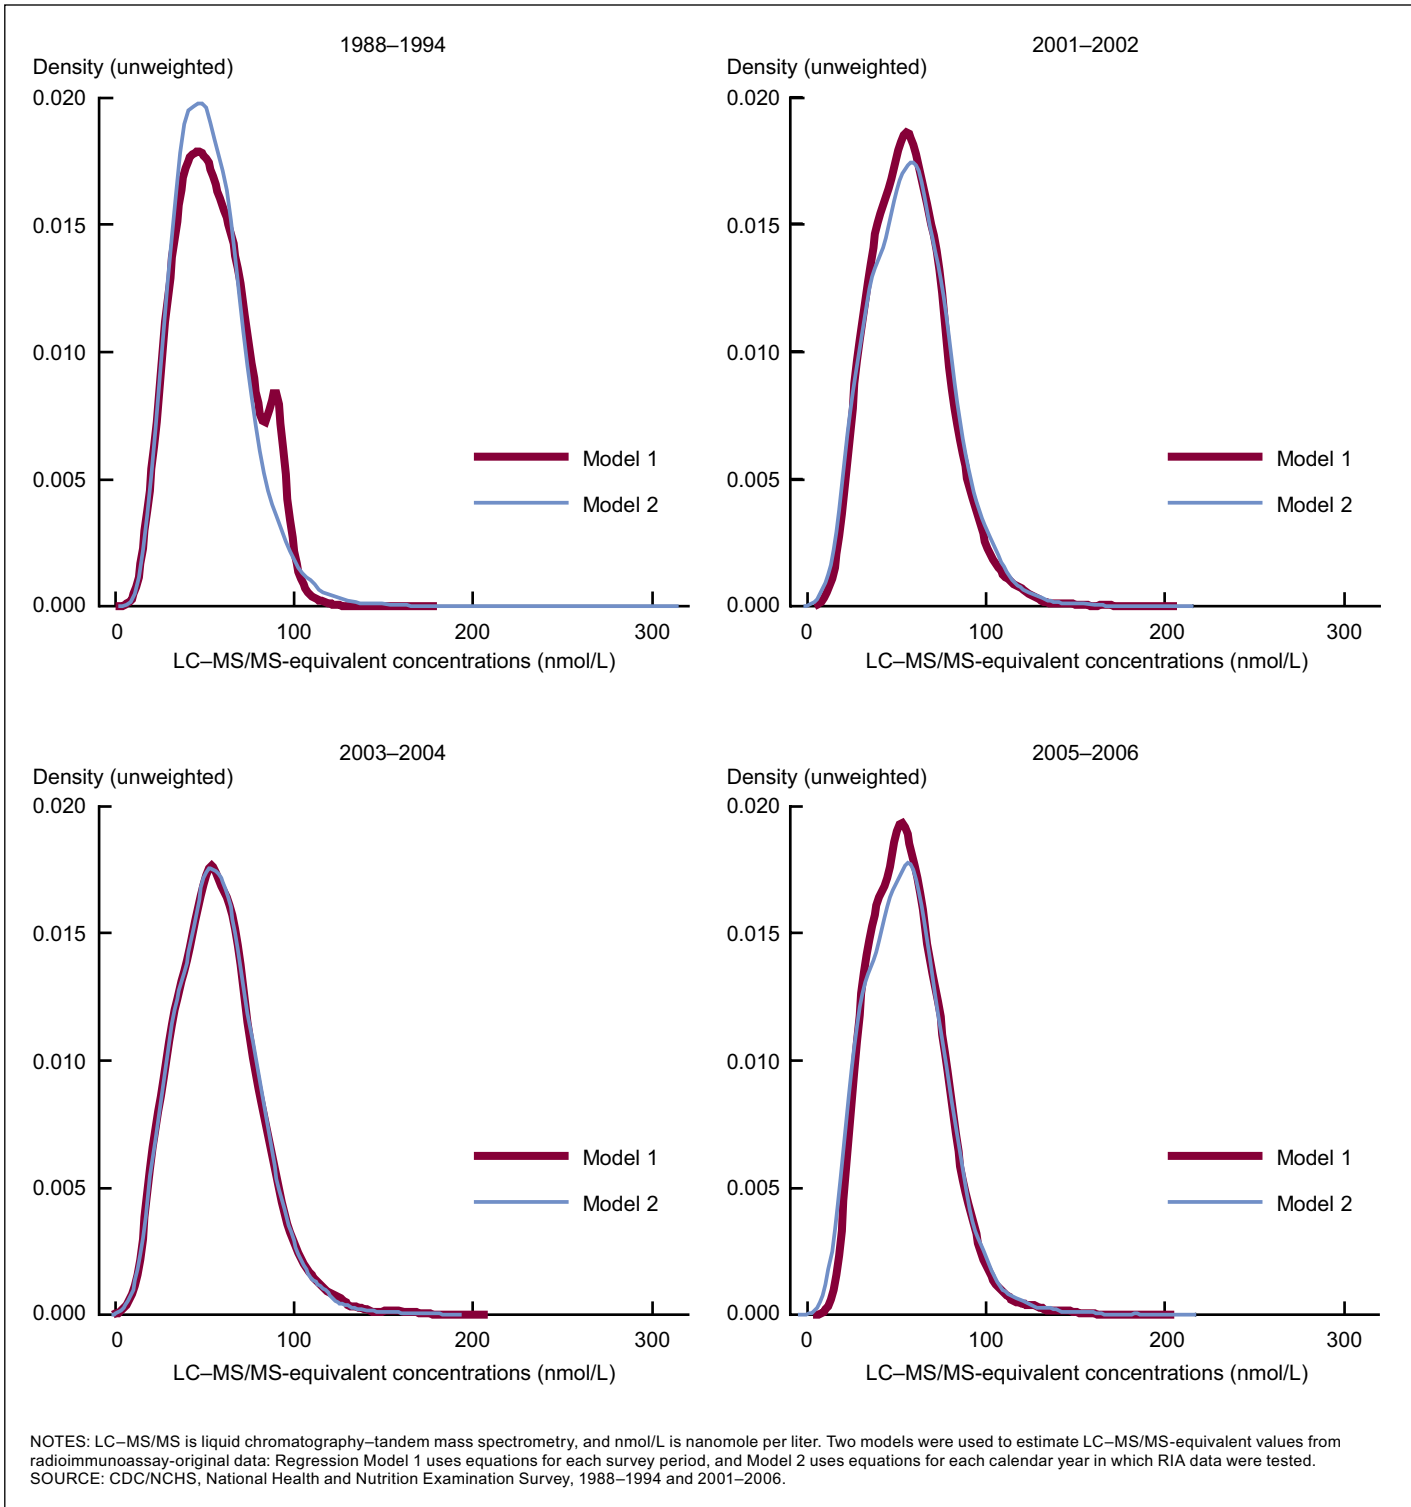 1988–1994
Density (unweighted)
0.020
0.015
0.010
0.005
0.000
0
100
200
300
LC–MS/MS-equivalent concentrations (nmol/L)
Model 1
Model 2
2001–2002
Density (unweighted)
0.020
0.015
0.010
0.005
0.000
0
100
200
300
LC–MS/MS-equivalent concentrations (nmol/L)
Model 1
Model 2
2003–2004
Density (unweighted)
0.020
0.015
0.010
0.005
0.000
0
100
200
300
LC–MS/MS-equivalent concentrations (nmol/L)
Model 1
Model 2
2005–2006
Density (unweighted)
0.020
0.015
0.010
0.005
0.000
0
100
200
300
LC–MS/MS-equivalent concentrations (nmol/L)
Model 1
Model 2
NOTES: LC–MS/MS is liquid chromatography–tandem mass spectrometry, and nmol/L is nanomole per liter. Two models were used to estimate LC–MS/MS-equivalent values from
radioimmunoassay-original data: Regression Model 1 uses equations for each survey period, and Model 2 uses equations for each calendar year in which RIA data were tested.
SOURCE: CDC/NCHS, National Health and Nutrition Examination Survey, 1988–1994 and 2001–2006.